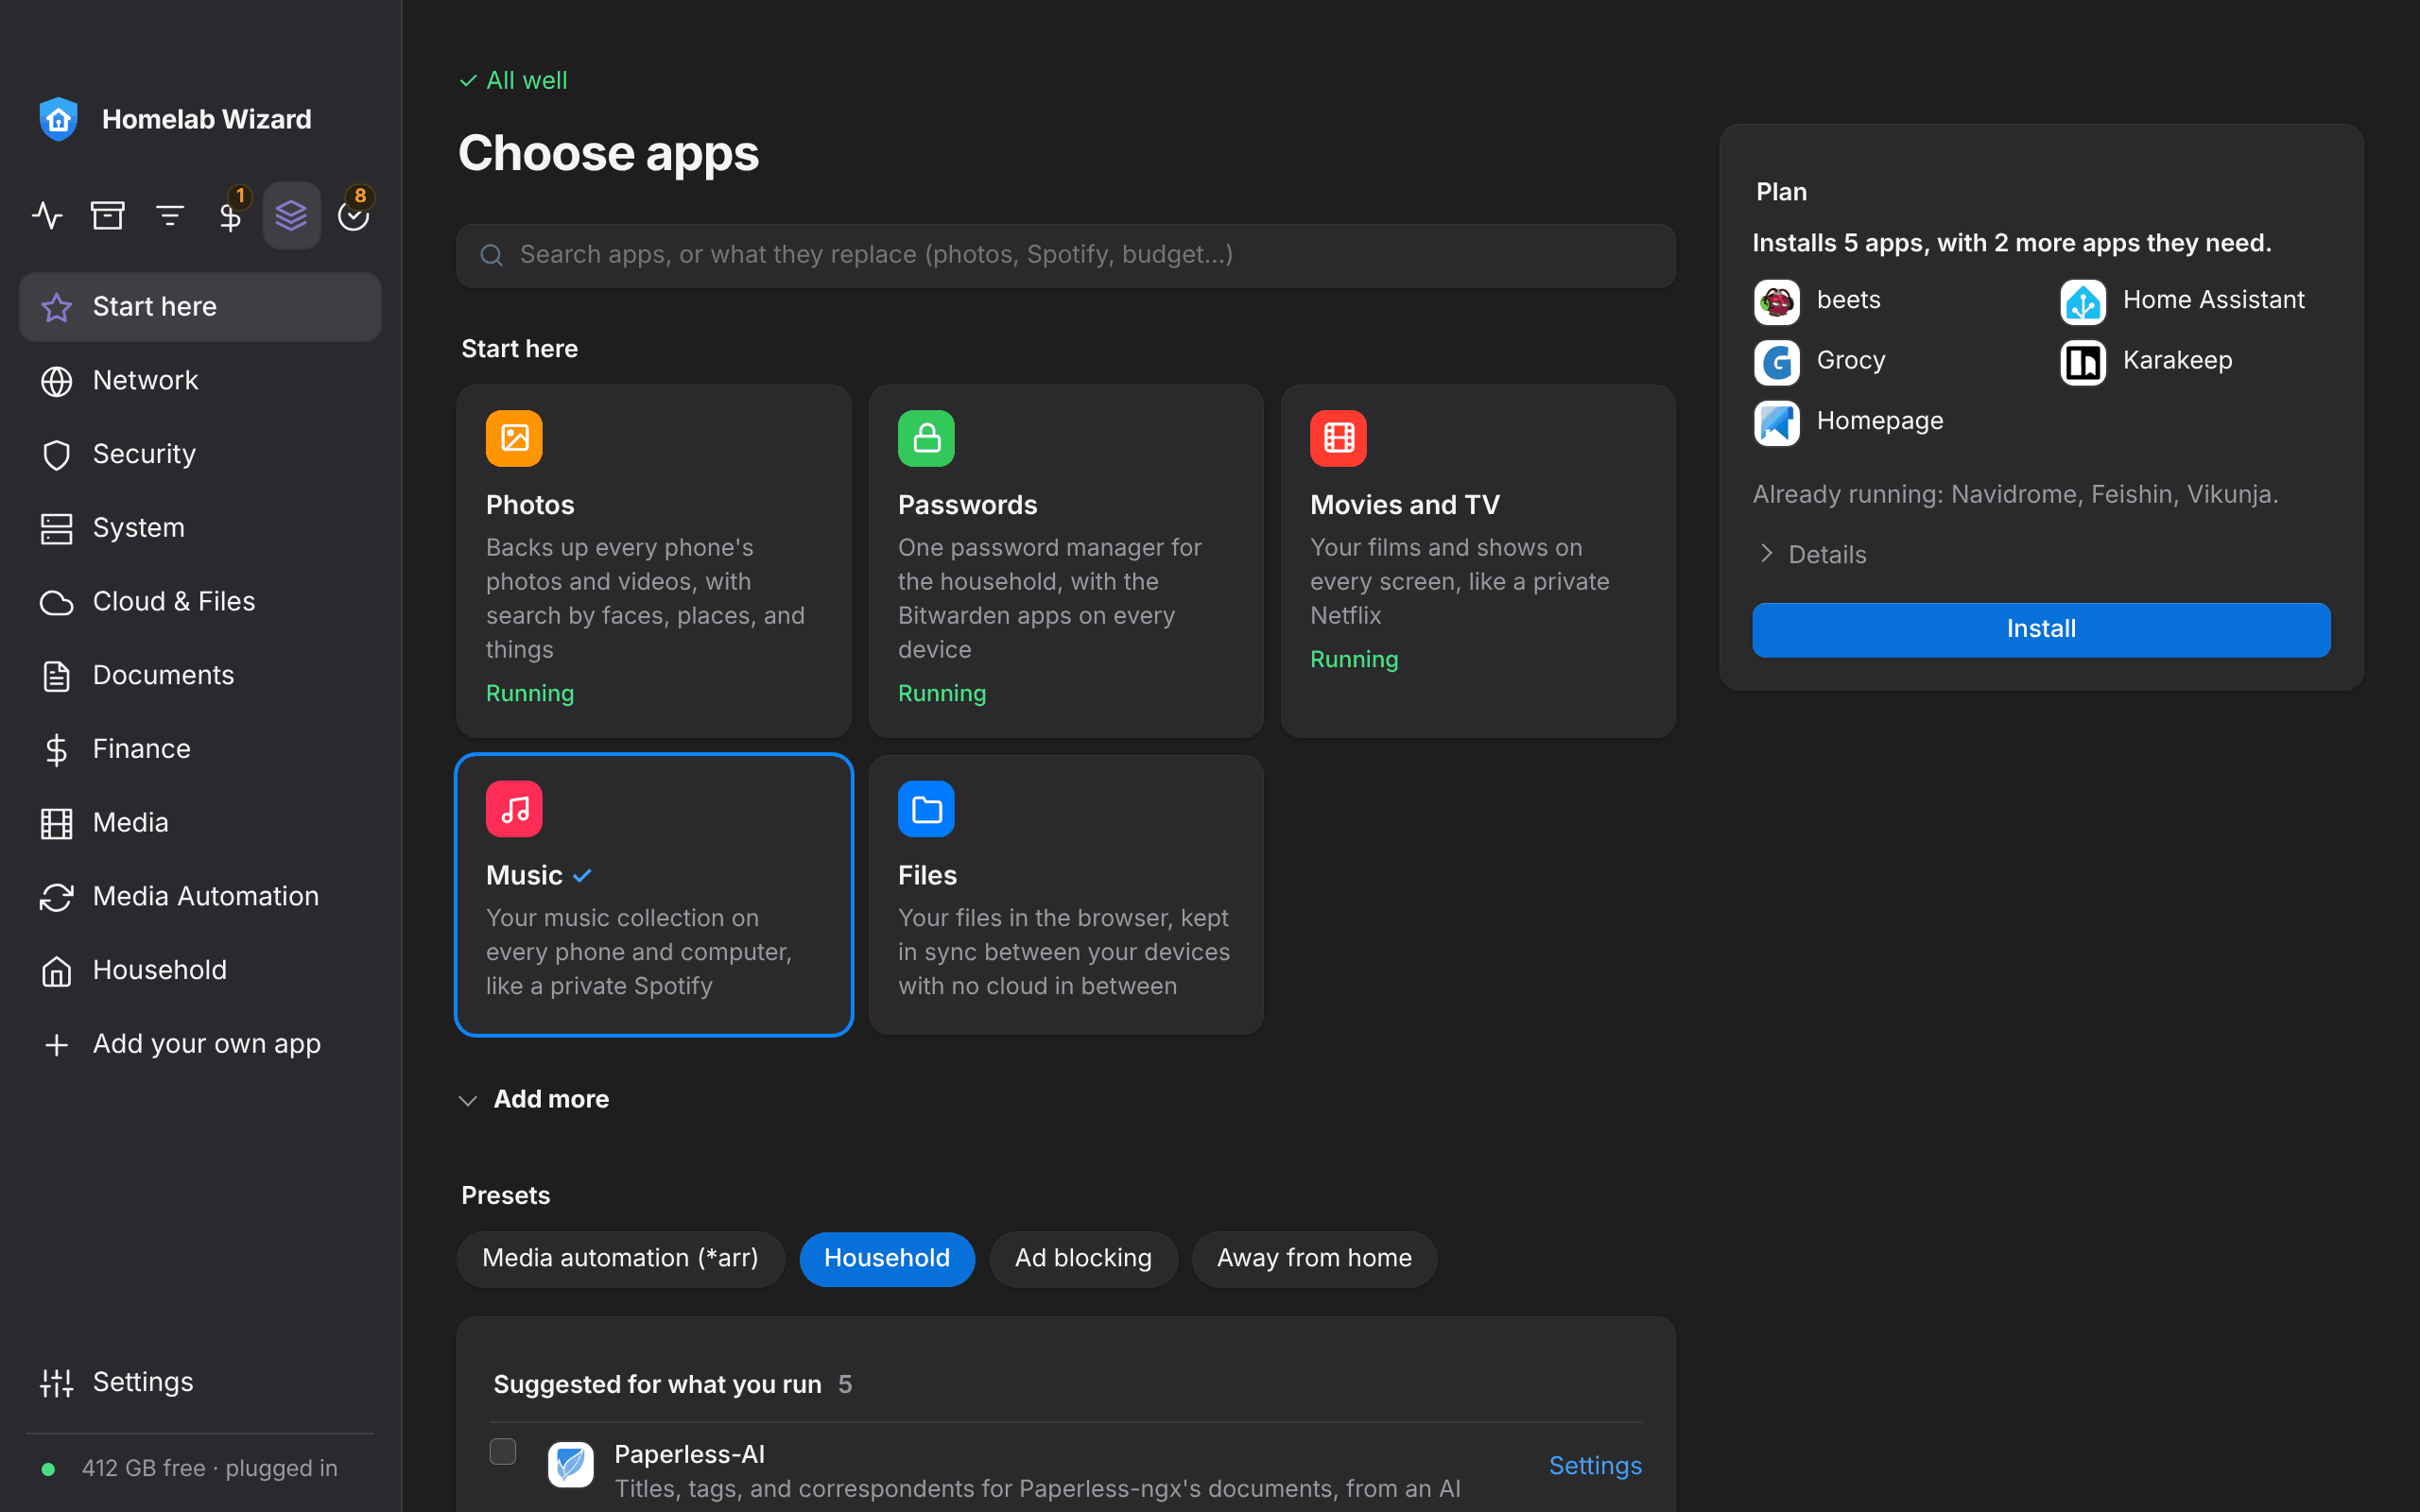 Homelab Wizard
1
8
Start here
Network
Security
System
Cloud & Files
Documents
Finance
Media
Media Automation
Household
Add your own app
Settings
412 GB free · plugged in
All well
Choose apps
Search apps, or what they replace (photos, Spotify, budget...)
Start here
Photos
Backs up every phone's
photos and videos, with
search by faces, places, and
things
Running
Passwords
One password manager for
the household, with the
Bitwarden apps on every
device
Running
Movies and TV
Your films and shows on
every screen, like a private
Netflix
Running
Music
Your music collection on
every phone and computer,
like a private Spotify
Files
Your files in the browser, kept
in sync between your devices
with no cloud in between
Add more
Presets
Media automation (*arr)
Household
Ad blocking
Away from home
Suggested for what you run 5
Paperless-AI
Titles, tags, and correspondents for Paperless-ngx's documents, from an AI
Settings
Plan
Installs 5 apps, with 2 more apps they need.
beets
Home Assistant
Grocy
Karakeep
Homepage
Already running: Navidrome, Feishin, Vikunja.
Details
Install